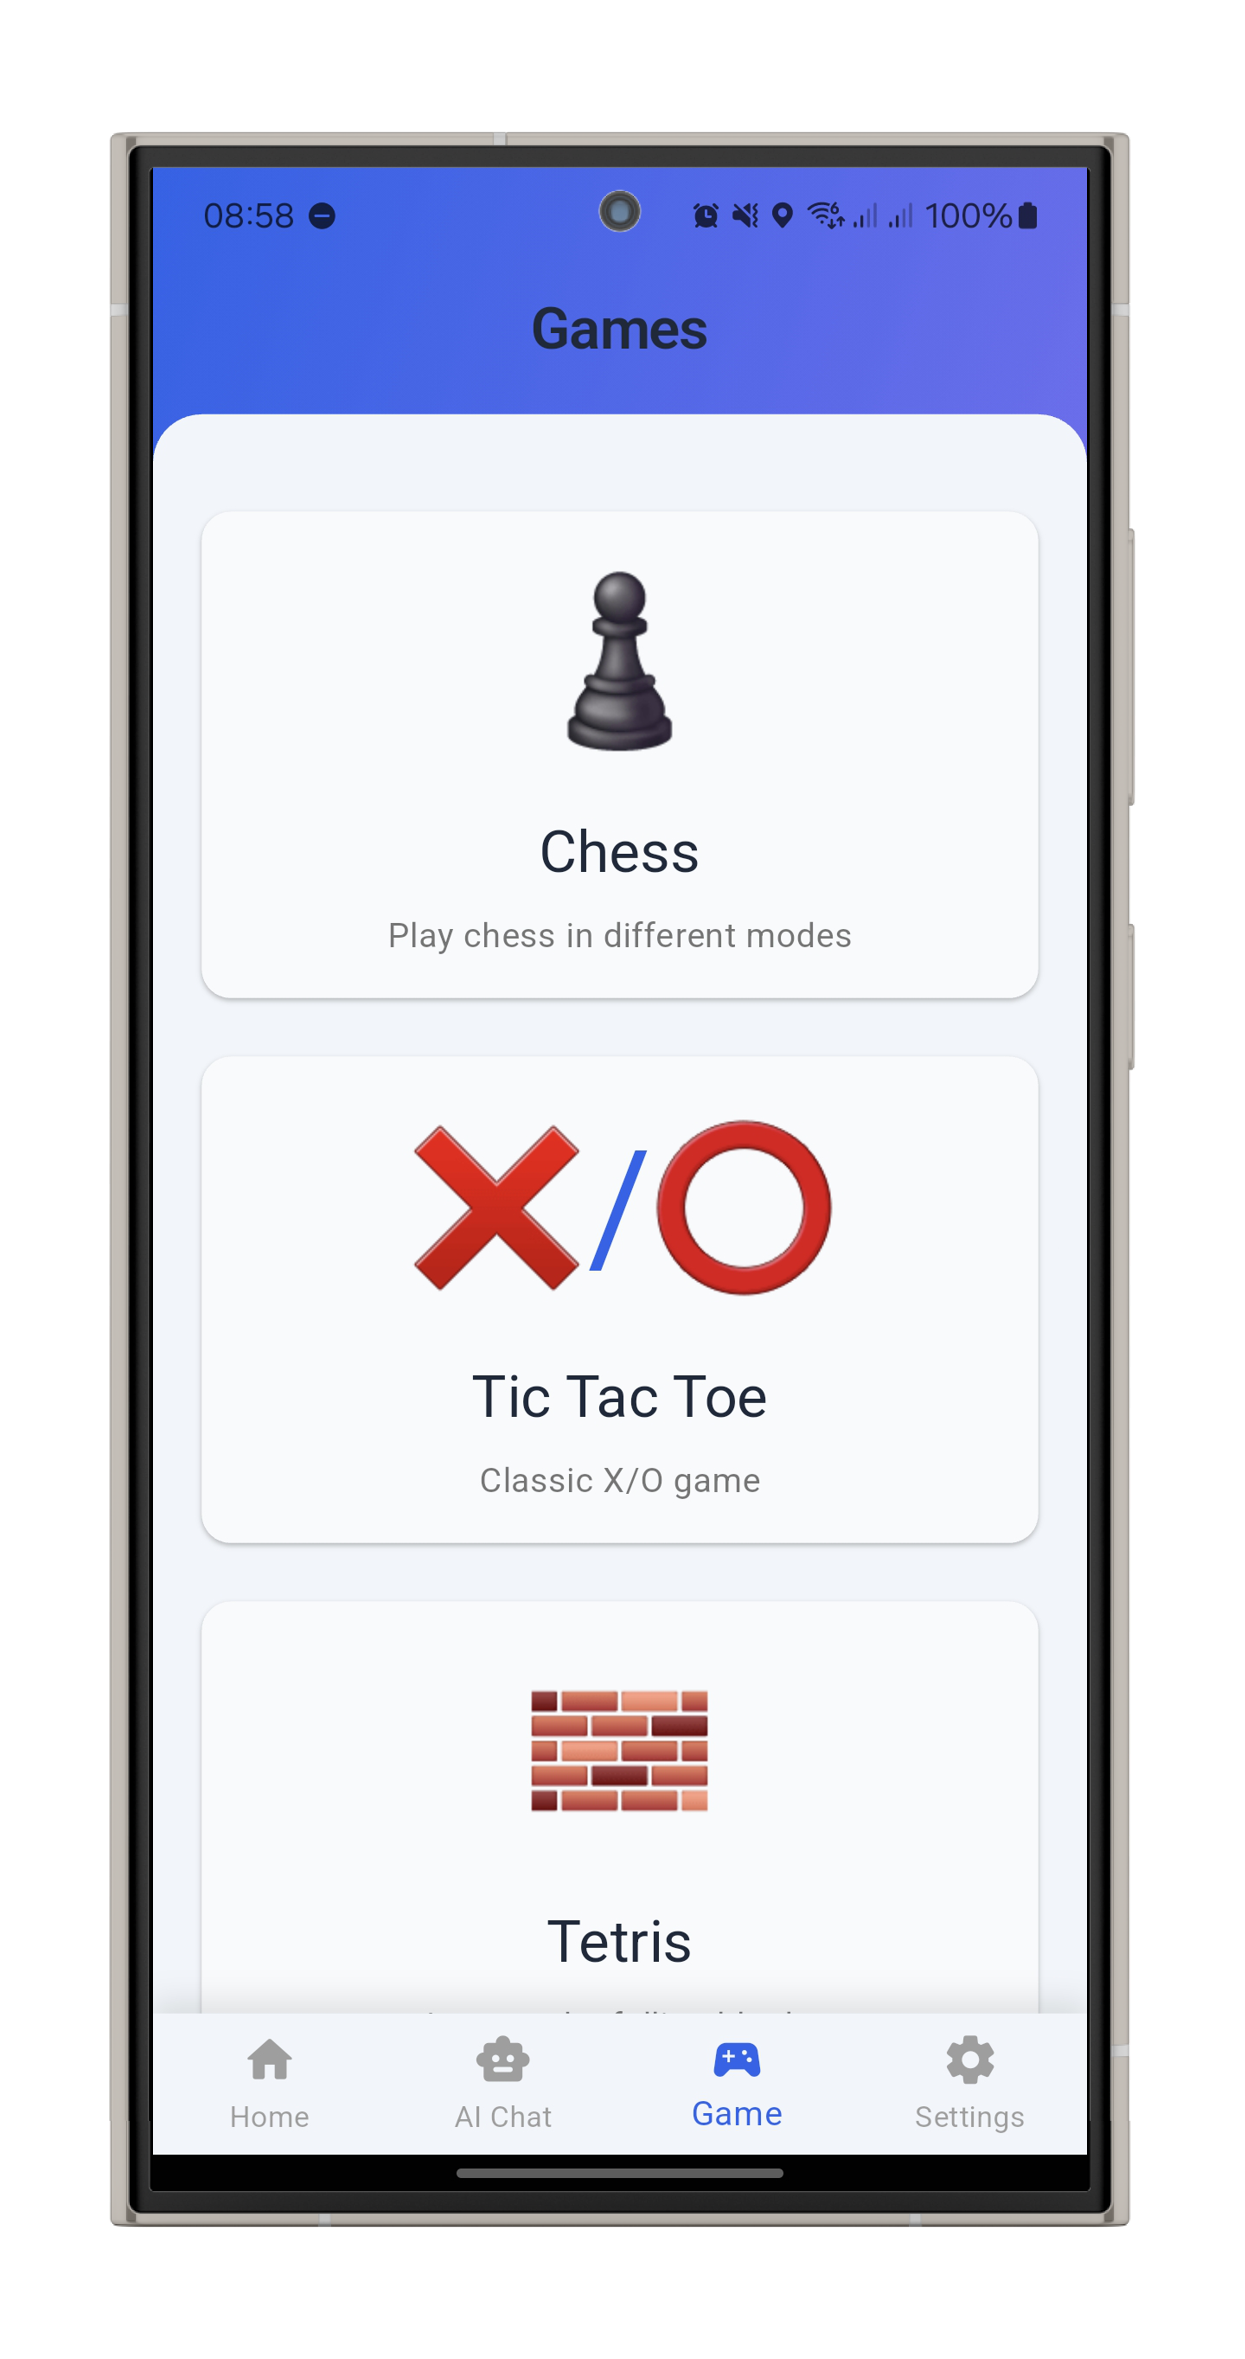 08:58 6 100%
Games
Chess
Play chess in different modes
Tic Tac Toe
Classic X/O game
Tetris
Home AI Chat Game Settings